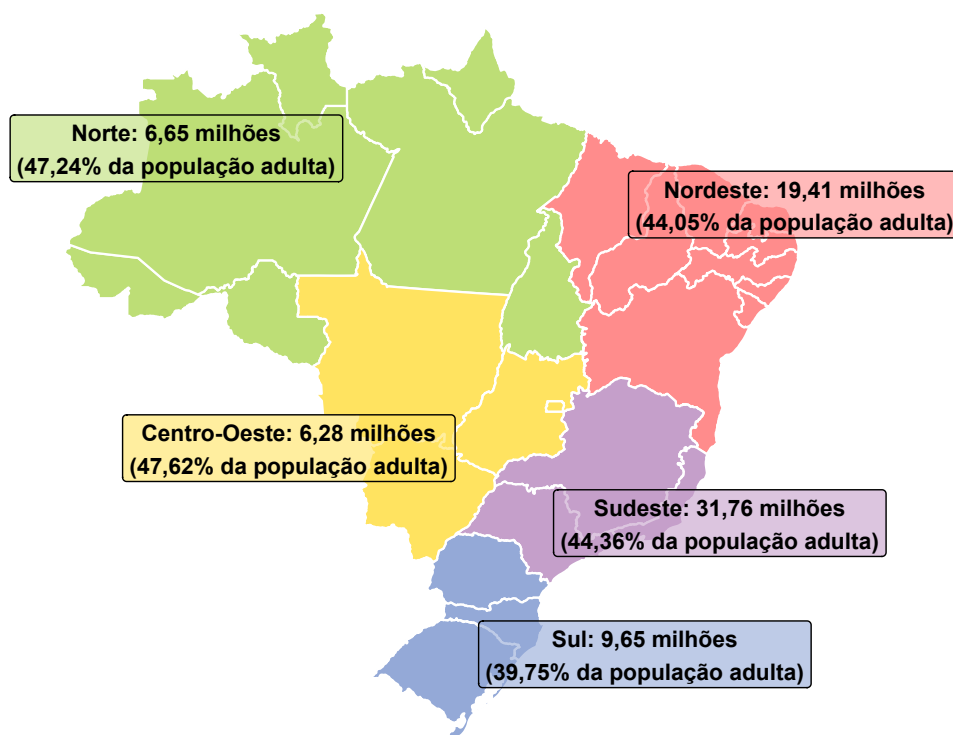 Norte: 6,65 milhões
(47,24% da população adulta)
Nordeste: 19,41 milhões
(44,05% da população adulta)
Centro-Oeste: 6,28 milhões
(47,62% da população adulta)
Sudeste: 31,76 milhões
(44,36% da população adulta)
Sul: 9,65 milhões
(39,75% da população adulta)